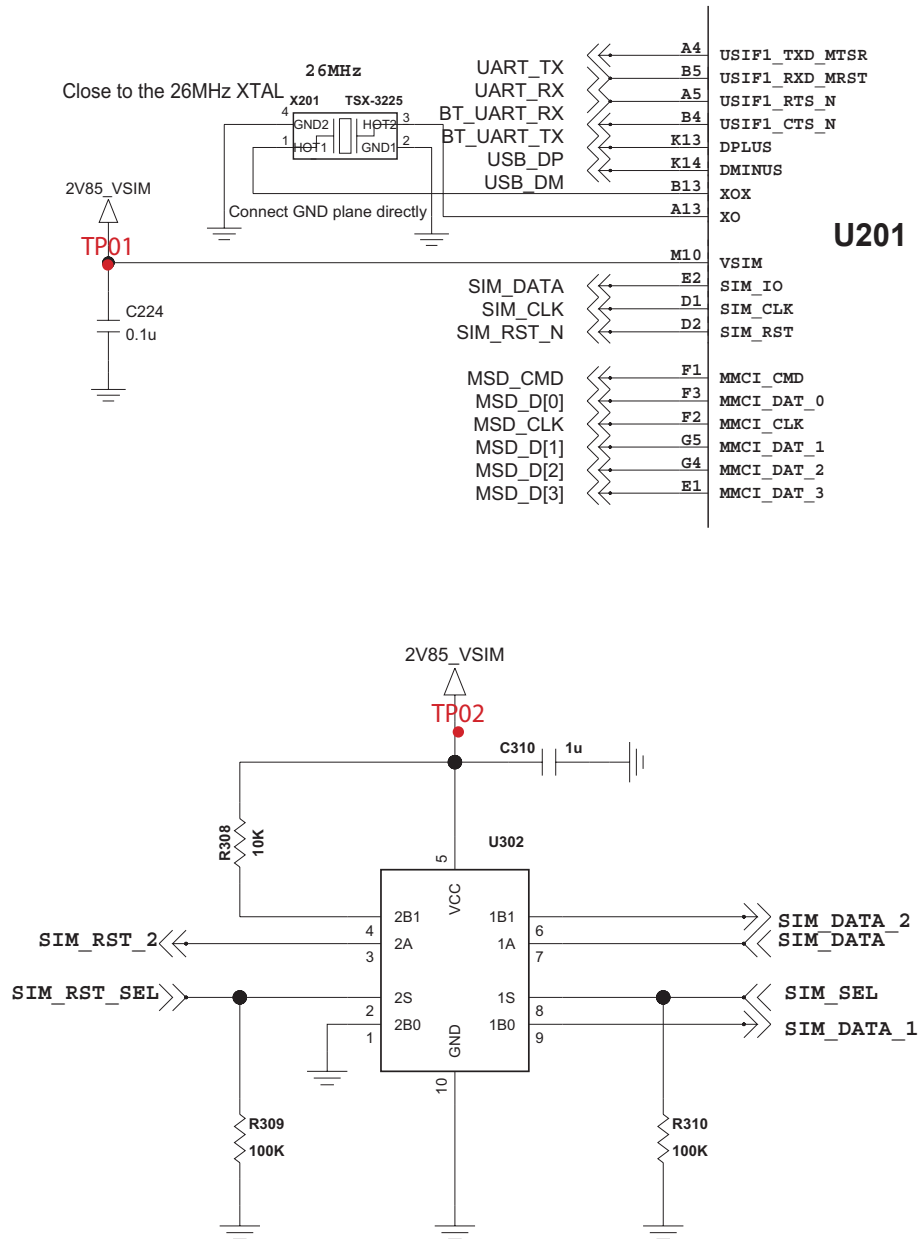 26MHz
Close to the 26MHz XTAL
X201 TSX-3225
4 GND2 HOT2 3
1 HOT1 GND1 2
Connect GND plane directly
2V85_VSIM
TP01
C224
0.1u
UART_TX A4 USIF1_TXD_MTSR
UART_RX B5 USIF1_RXD_MRST
BT_UART_RX A5 USIF1_RTS_N
BT_UART_TX B4 USIF1_CTS_N
USB_DP K13 DPLUS
USB_DM K14 DMINUS
B13 XOX
A13 XO
U201
M10 VSIM
SIM_DATA E2 SIM_IO
SIM_CLK D1 SIM_CLK
SIM_RST_N D2 SIM_RST
MSD_CMD F1 MMCI_CMD
MSD_D[0] F3 MMCI_DAT_0
MSD_CLK F2 MMCI_CLK
MSD_D[1] G5 MMCI_DAT_1
MSD_D[2] G4 MMCI_DAT_2
MSD_D[3] E1 MMCI_DAT_3
2V85_VSIM
TP02
C310 1u
R308
10K
U302
5
VCC
2B1 1B1
4 6
SIM_DATA_2
SIM_RST_2 2A 1A SIM_DATA
3 7
SIM_RST_SEL 2S 1S SIM_SEL
2 8
2B0 1B0 SIM_DATA_1
1 9
GND
10
R309
100K
R310
100K